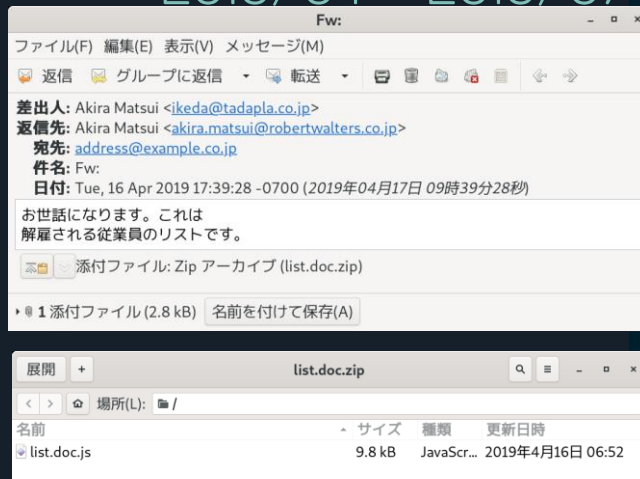 2019/04 - 2019/07
Fw:
ファイル(F) 編集(E) 表示(V) メッセージ(M)
返信 グループに返信 転送
差出人: Akira Matsui <ikeda@tadapla.co.jp>
返信先: Akira Matsui <akira.matsui@robertwalters.co.jp>
宛先: address@example.co.jp
件名: Fw:
日付: Tue, 16 Apr 2019 17:39:28 -0700 (2019年04月17日 09時39分28秒)
お世話になります。これは
解雇される従業員のリストです。
添付ファイル: Zip アーカイブ (list.doc.zip)
1 添付ファイル (2.8 kB) 名前を付けて保存(A)
展開 + list.doc.zip
場所(L): /
名前 サイズ 種類 更新日時
list.doc.js 9.8 kB JavaScr... 2019年4月16日 06:52